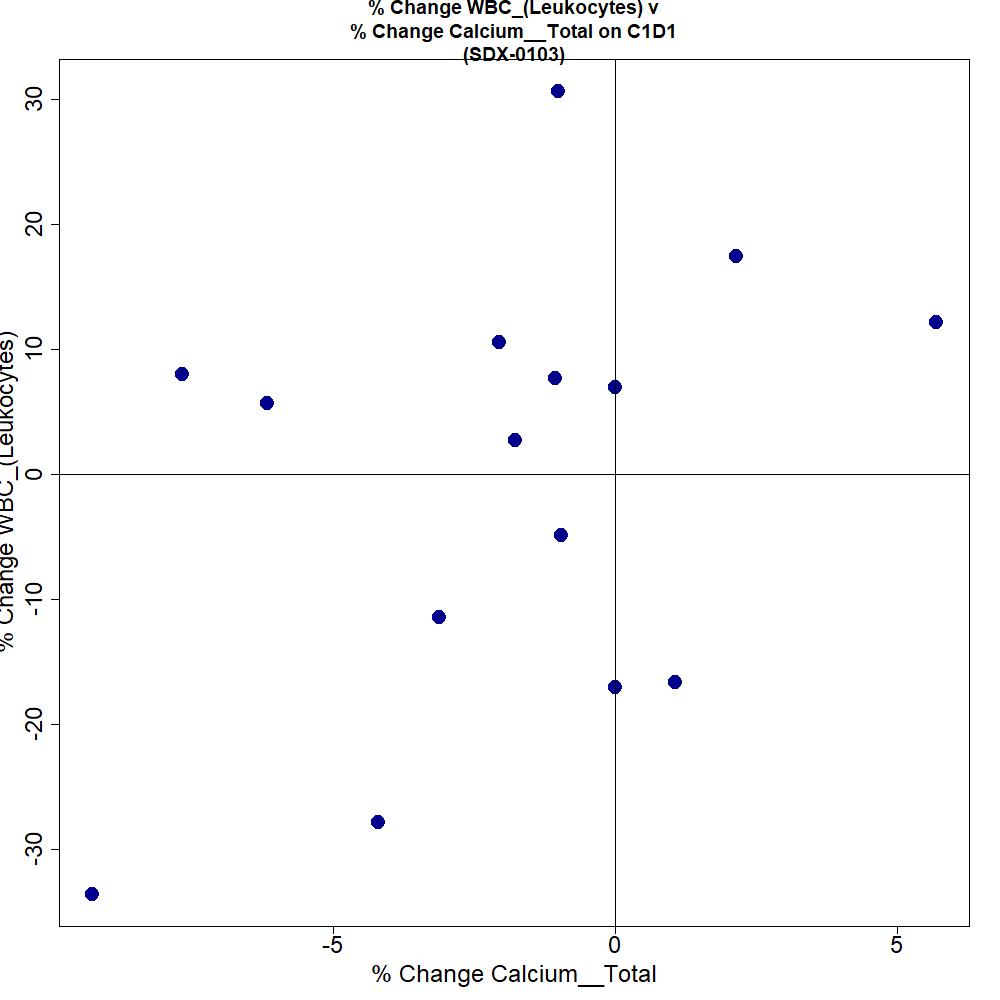 % Change WBC_(Leukocytes) v
% Change Calcium__Total on C1D1
(SDX-0103)
% Change WBC_(Leukocytes)
30
20
10
0
-10
-20
-30
-5
0
5
% Change Calcium__Total